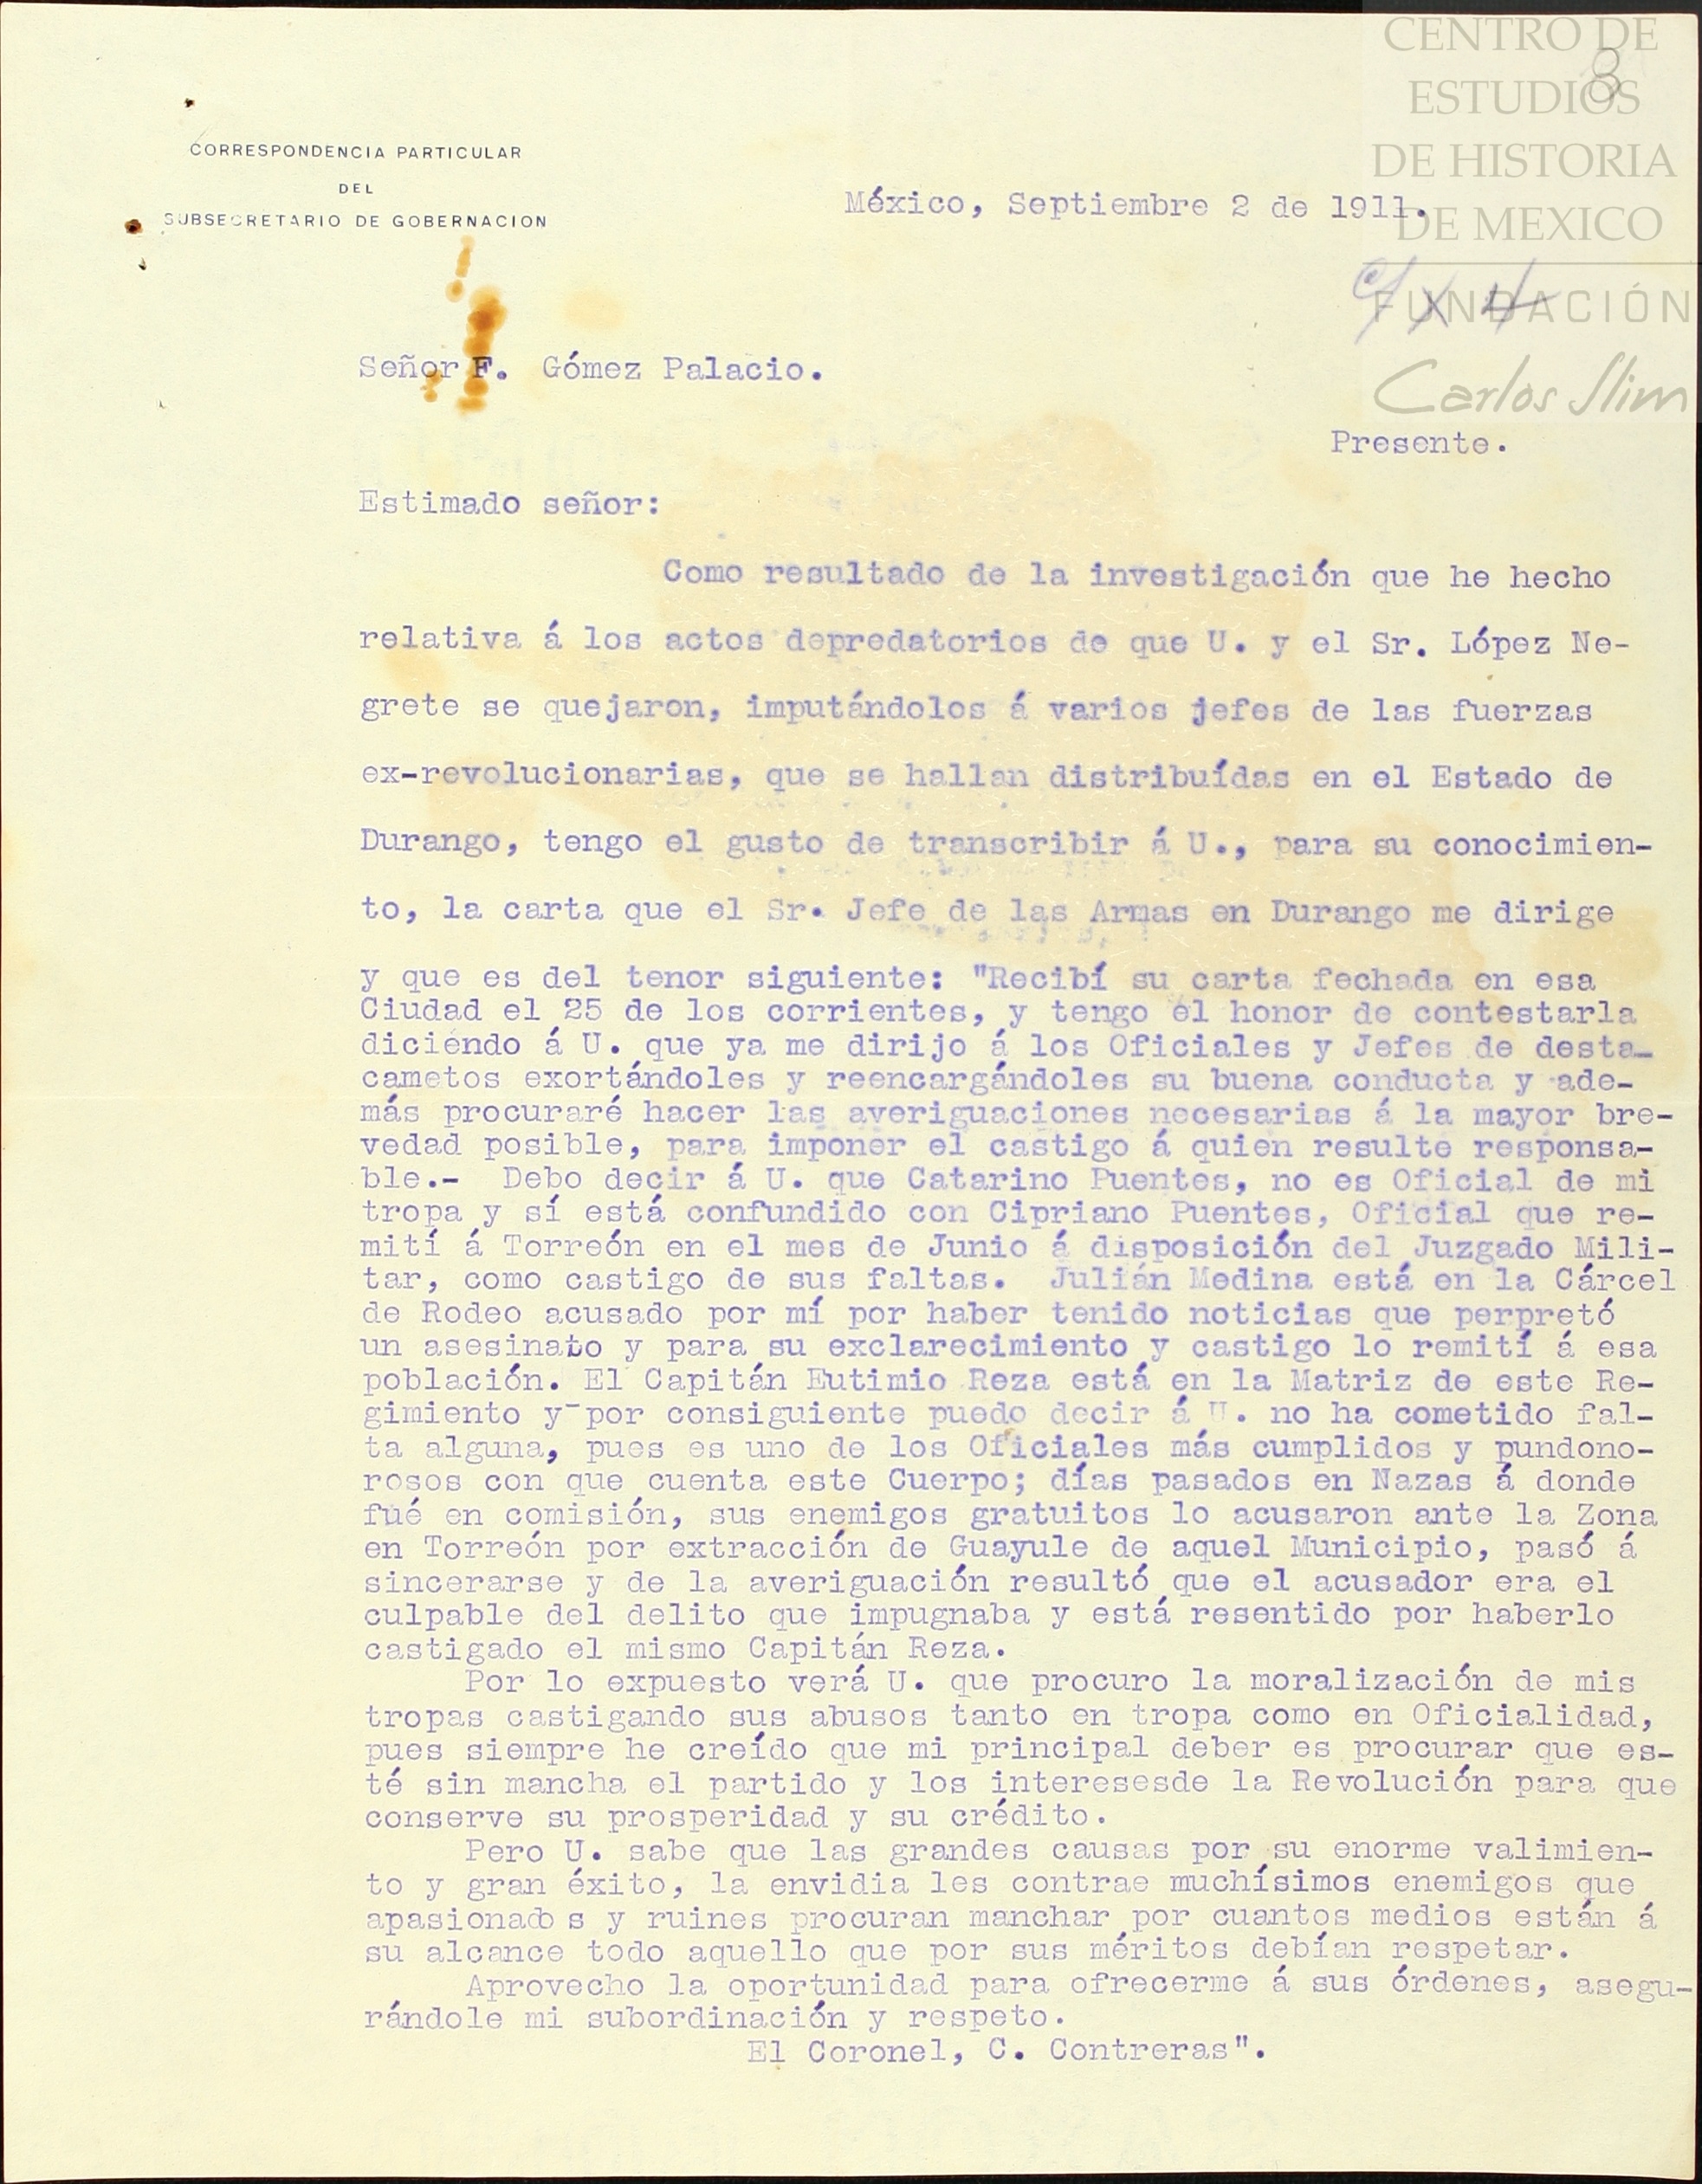 CENTRO DE
ESTUDIOS
DE HISTORIA
DE MEXICO
FUNDACIÓN
Carlos Slim
8
CORRESPONDENCIA PARTICULAR
DEL
SUBSECRETARIO DE GOBERNACION
México, Septiembre 2 de 1911.
Señor F. Gómez Palacio.
Presente.
Estimado señor:
Como resultado de la investigación que he hecho
relativa á los actos depredatorios de que U. y el Sr. López Ne-
grete se quejaron, imputándolos á varios jefes de las fuerzas
ex-revolucionarias, que se hallan distribuídas en el Estado de
Durango, tengo el gusto de transcribir á U., para su conocimien-
to, la carta que el Sr. Jefe de las Armas en Durango me dirige
y que es del tenor siguiente: "Recibí su carta fechada en esa
Ciudad el 25 de los corrientes, y tengo el honor de contestarla
diciendo á U. que ya me dirijo á los Oficiales y Jefes de desta-
cametos exortándoles y reencargándoles su buena conducta y ade-
más procuraré hacer las averiguaciones necesarias á la mayor bre-
vedad posible, para imponer el castigo á quien resulte responsa-
ble.- Debo decir á U. que Catarino Puentes, no es Oficial de mi
tropa y sí está confundido con Cipriano Puentes, Oficial que re-
mití á Torreón en el mes de Junio á disposición del Juzgado Mili-
tar, como castigo de sus faltas. Julián Medina está en la Cárcel
de Rodeo acusado por mí por haber tenido noticias que perpretó
un asesinato y para su exclarecimiento y castigo lo remití á esa
población. El Capitán Eutimio Reza está en la Matriz de este Re-
gimiento y-por consiguiente puedo decir á U. no ha cometido fal-
ta alguna, pues es uno de los Oficiales más cumplidos y pundono-
rosos con que cuenta este Cuerpo; días pasados en Nazas á donde
fué en comisión, sus enemigos gratuitos lo acusaron ante la Zona
en Torreón por extracción de Guayule de aquel Municipio, pasó á
sincerarse y de la averiguación resultó que el acusador era el
culpable del delito que impugnaba y está resentido por haberlo
castigado el mismo Capitán Reza.
Por lo expuesto verá U. que procuro la moralización de mis
tropas castigando sus abusos tanto en tropa como en Oficialidad,
pues siempre he creído que mi principal deber es procurar que es-
té sin mancha el partido y los interesesde la Revolución para que
conserve su prosperidad y su crédito.
Pero U. sabe que las grandes causas por su enorme valimien-
to y gran éxito, la envidia les contrae muchísimos enemigos que
apasionados y ruines procuran manchar por cuantos medios están á
su alcance todo aquello que por sus méritos debían respetar.
Aprovecho la oportunidad para ofrecerme á sus órdenes, asegu-
rándole mi subordinación y respeto.
El Coronel, C. Contreras".